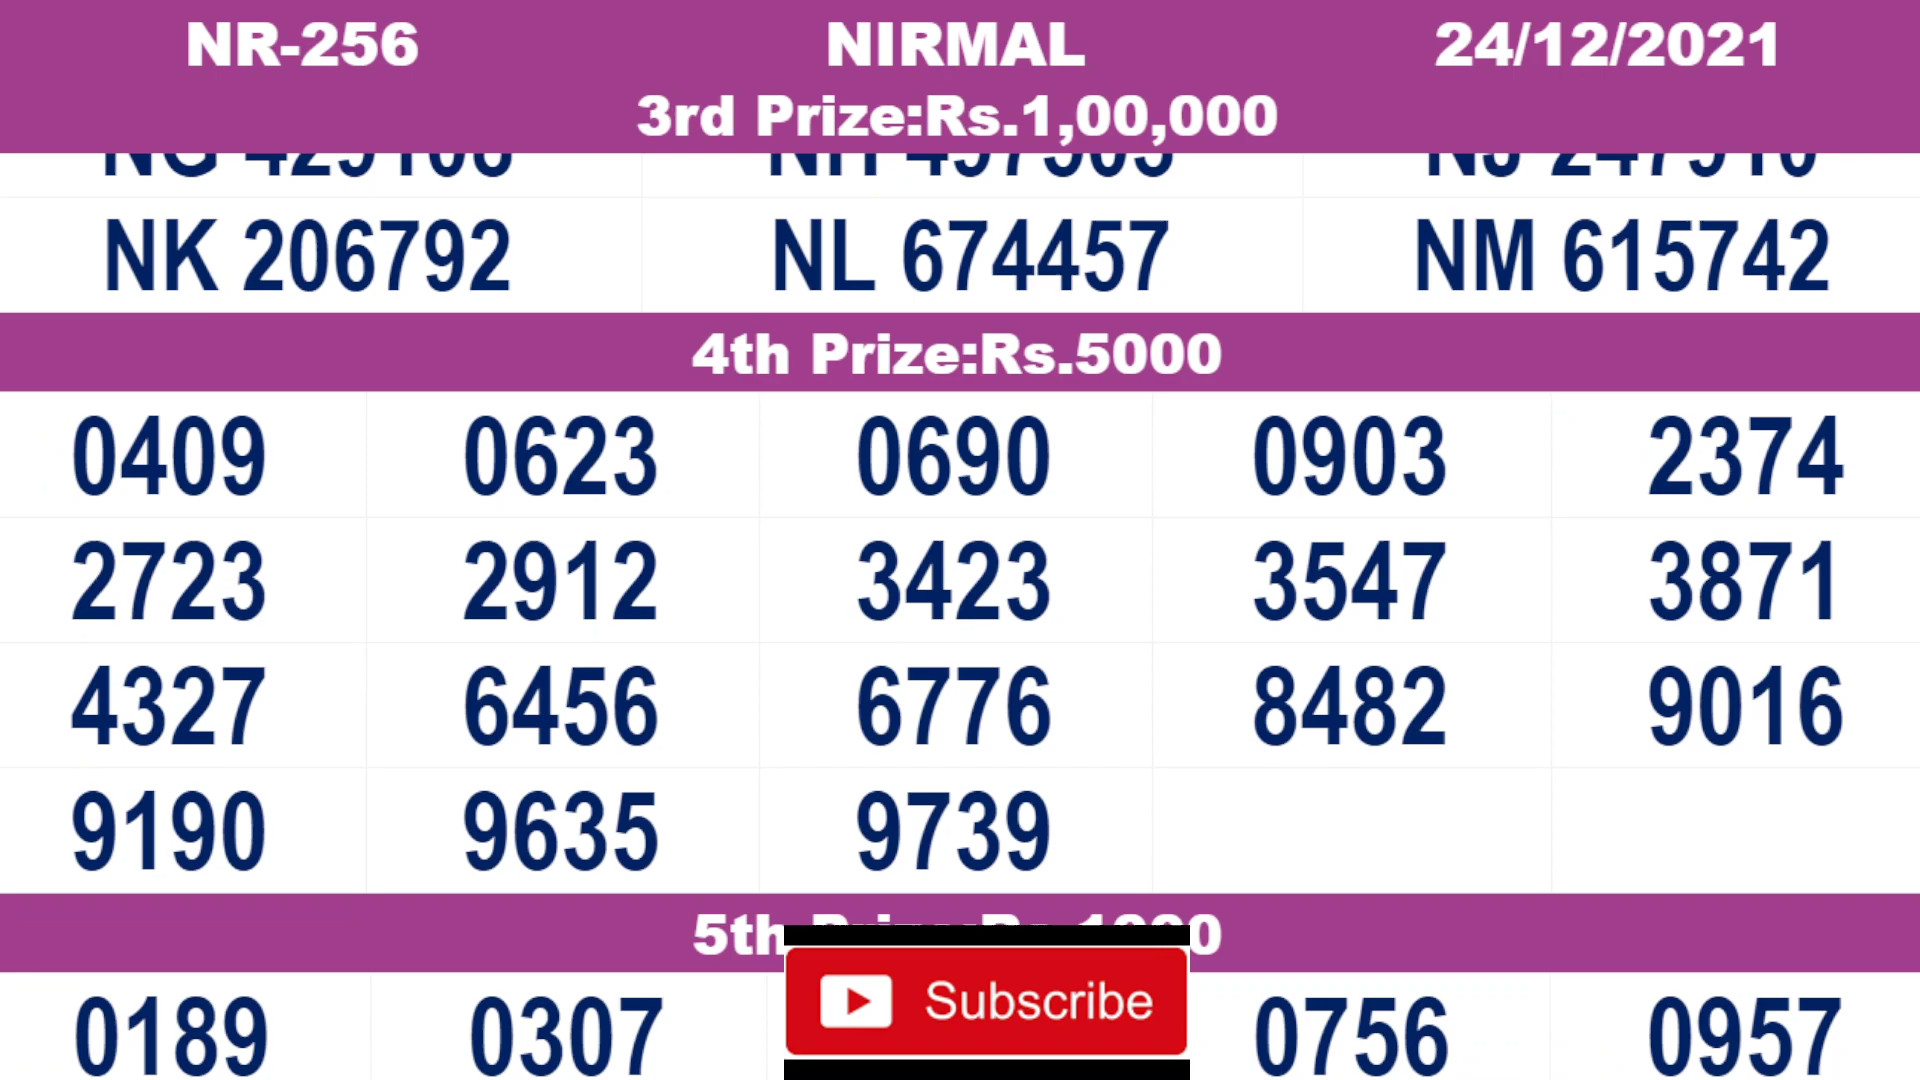 NR-256 NIRMAL 24/12/2021
3rd Prize:Rs.1,00,000
NK 206792 NL 674457 NM 615742
4th Prize:Rs.5000
0409 0623 0690 0903 2374
2723 2912 3423 3547 3871
4327 6456 6776 8482 9016
9190 9635 9739
5th
0189 0307 0756 0957
Subscribe